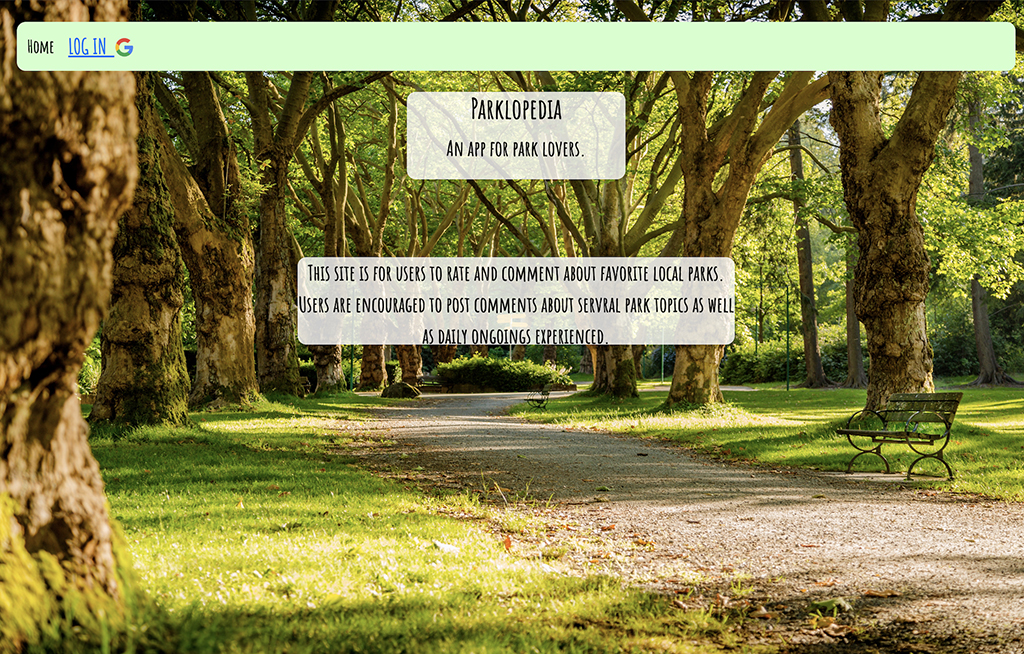 Home LOG IN
Parklopedia
An app for park lovers.
This site is for users to rate and comment about favorite local parks.
Users are encouraged to post comments about servral park topics as well
as daily ongoings experienced.